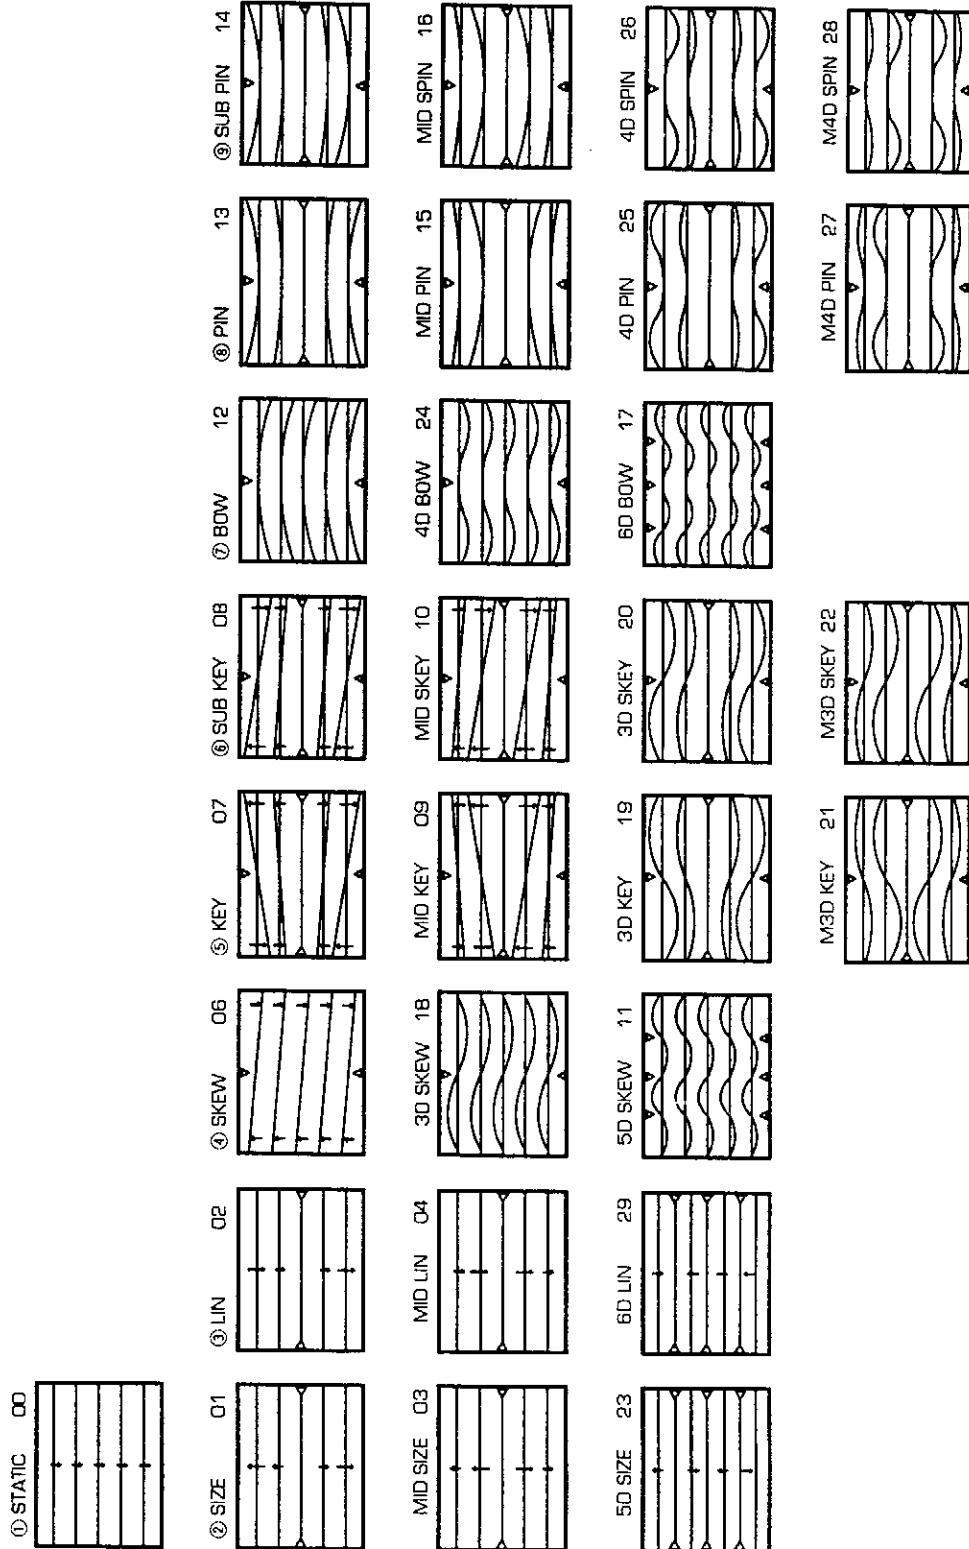 ① STATIC 00
② SIZE 01
③ LIN 02
④ SKEW 06
⑤ KEY 07
⑥ SUB KEY 08
⑦ BOW 12
⑧ PIN 13
⑨ SUB PIN 14
MID SIZE 03
MID LIN 04
3D SKEW 18
MID KEY 09
MID SKEY 10
4D BOW 24
MID PIN 15
MID SPIN 16
5D SIZE 23
6D LIN 29
5D SKEW 11
3D KEY 19
3D SKEY 20
6D BOW 17
4D PIN 25
4D SPIN 26
M3D KEY 21
M3D SKEY 22
M4D PIN 27
M4D SPIN 28